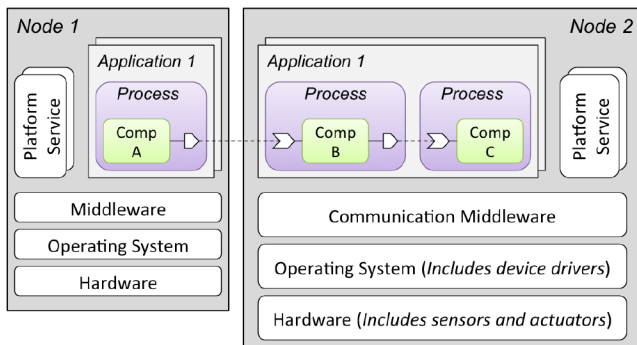 Node 1
Platform
Service
Application 1
Process
Comp
A
Middleware
Operating System
Hardware
Node 2
Application 1
Process
Comp
B
Process
Comp
C
Platform
Service
Communication Middleware
Operating System (Includes device drivers)
Hardware (Includes sensors and actuators)